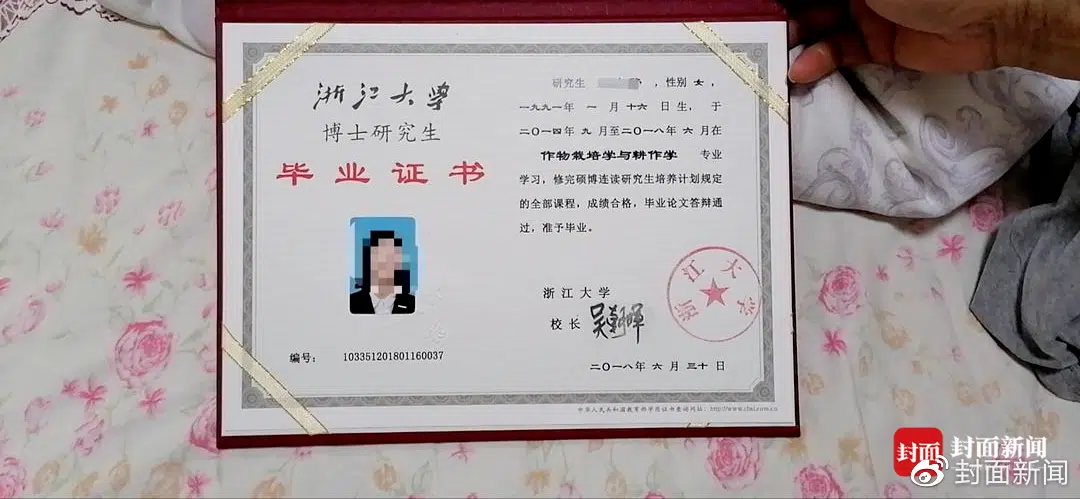 浙江大学
博士研究生
毕业证书
编号: 103351201801160037
研究生 ，性别 女，
一九九一年 一 月 十六 日生，于
二〇一四年 九 月至二〇一八年 六 月在
作物栽培学与耕作学 专业
学习，修完硕博连读研究生培养计划规定
的全部课程，成绩合格，毕业论文答辩通
过，准予毕业。
浙江大学
校长 吴朝晖
浙江大学
二〇一八年 六 月 三十 日
中华人民共和国教育部学历证书查询网址：http://www.chsi.com.cn
封面 封面新闻
封面新闻